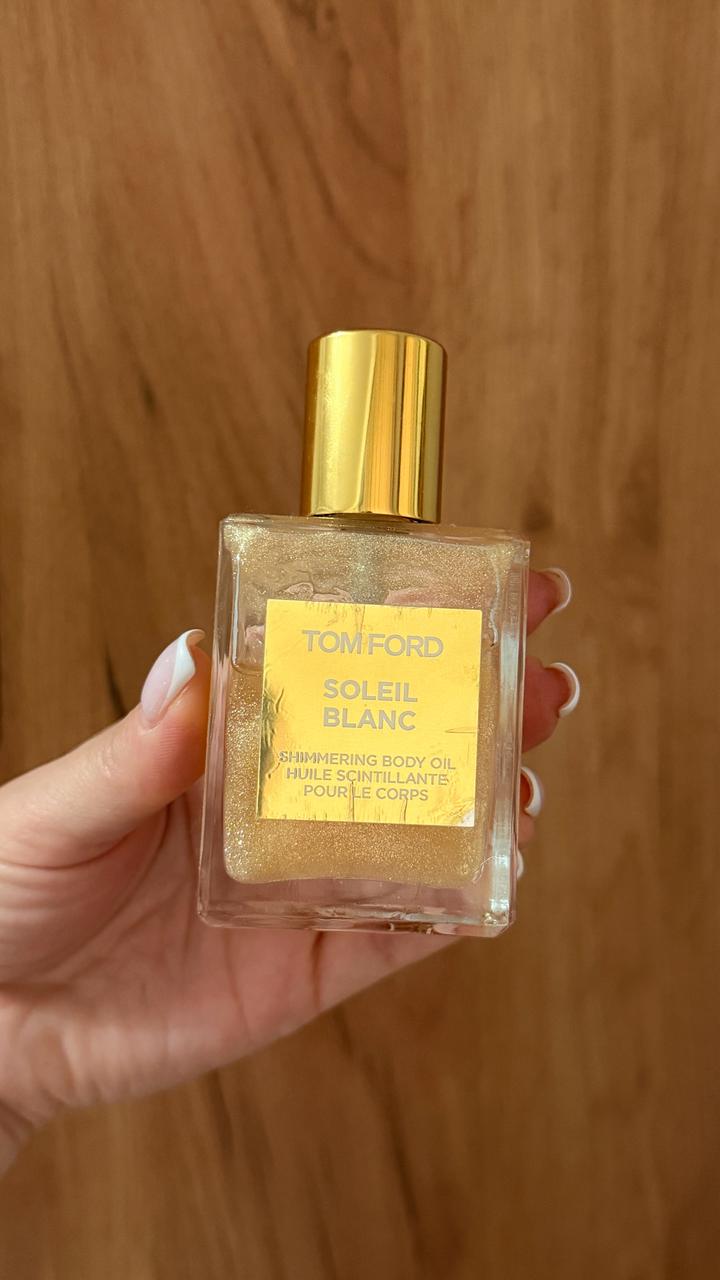 TOM FORD
SOLEIL
BLANC
SHIMMERING BODY OIL
HUILE SCINTILLANTE
POUR LE CORPS